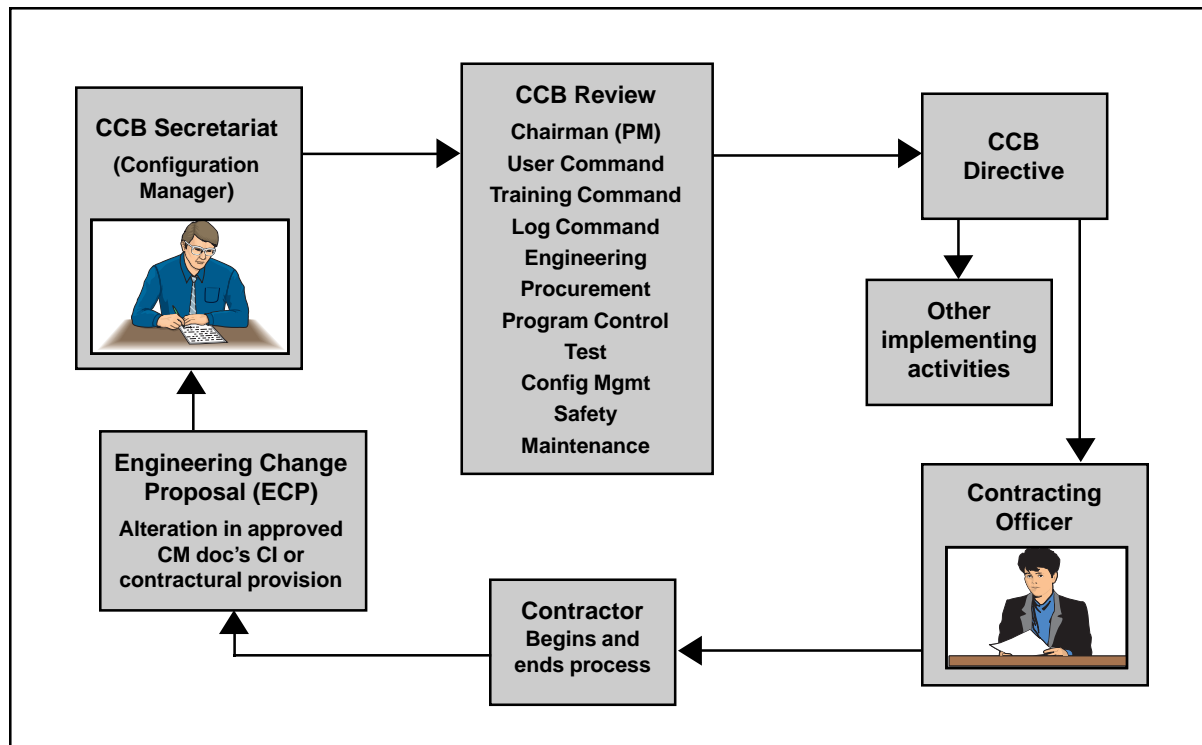 CCB Secretariat
(Configuration
Manager)
CCB Review
Chairman (PM)
User Command
Training Command
Log Command
Engineering
Procurement
Program Control
Test
Config Mgmt
Safety
Maintenance
CCB
Directive
Other
implementing
activities
Engineering Change
Proposal (ECP)
Alteration in approved
CM doc’s CI or
contractural provision
Contractor
Begins and
ends process
Contracting
Officer